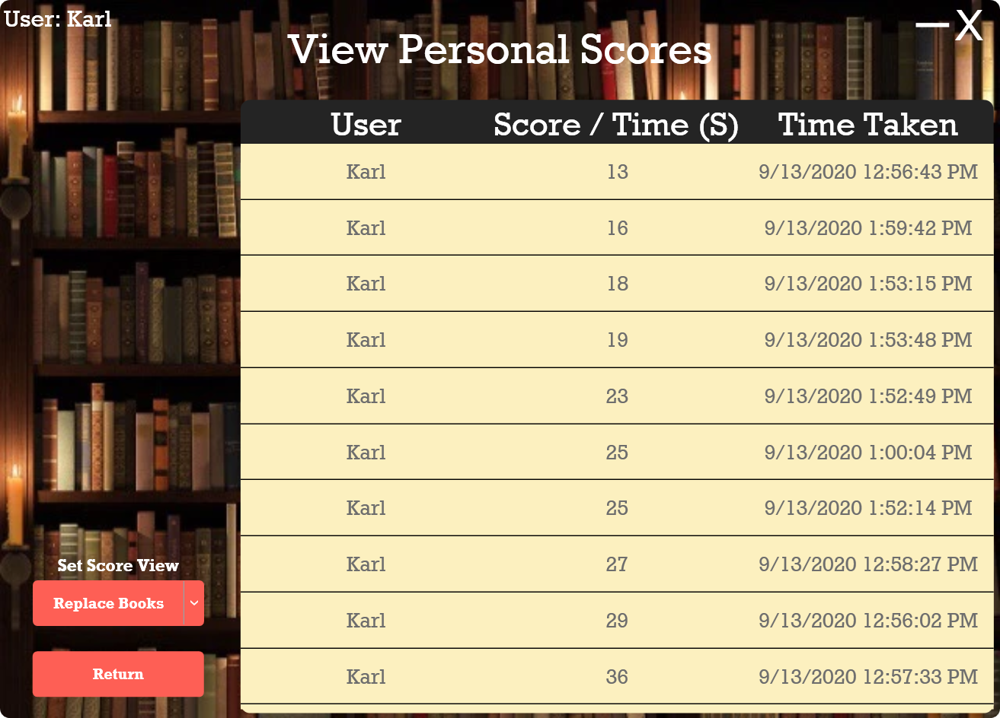 User: Karl
— X
View Personal Scores
User Score / Time (S) Time Taken
Karl 13 9/13/2020 12:56:43 PM
Karl 16 9/13/2020 1:59:42 PM
Karl 18 9/13/2020 1:53:15 PM
Karl 19 9/13/2020 1:53:48 PM
Karl 23 9/13/2020 1:52:49 PM
Karl 25 9/13/2020 1:00:04 PM
Karl 25 9/13/2020 1:52:14 PM
Karl 27 9/13/2020 12:58:27 PM
Karl 29 9/13/2020 12:56:02 PM
Karl 36 9/13/2020 12:57:33 PM
Set Score View
Replace Books
Return